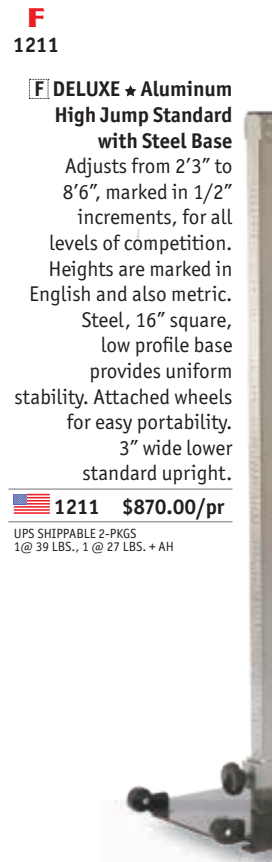 F
1211
F DELUXE ★ Aluminum
High Jump Standard
with Steel Base
Adjusts from 2’3” to
8’6”, marked in 1/2”
increments, for all
levels of competition.
Heights are marked in
English and also metric.
Steel, 16” square,
low profile base
provides uniform
stability. Attached wheels
for easy portability.
3” wide lower
standard upright.
1211 $870.00/pr
UPS SHIPPABLE 2-PKGS
1@ 39 LBS., 1 @ 27 LBS. + AH